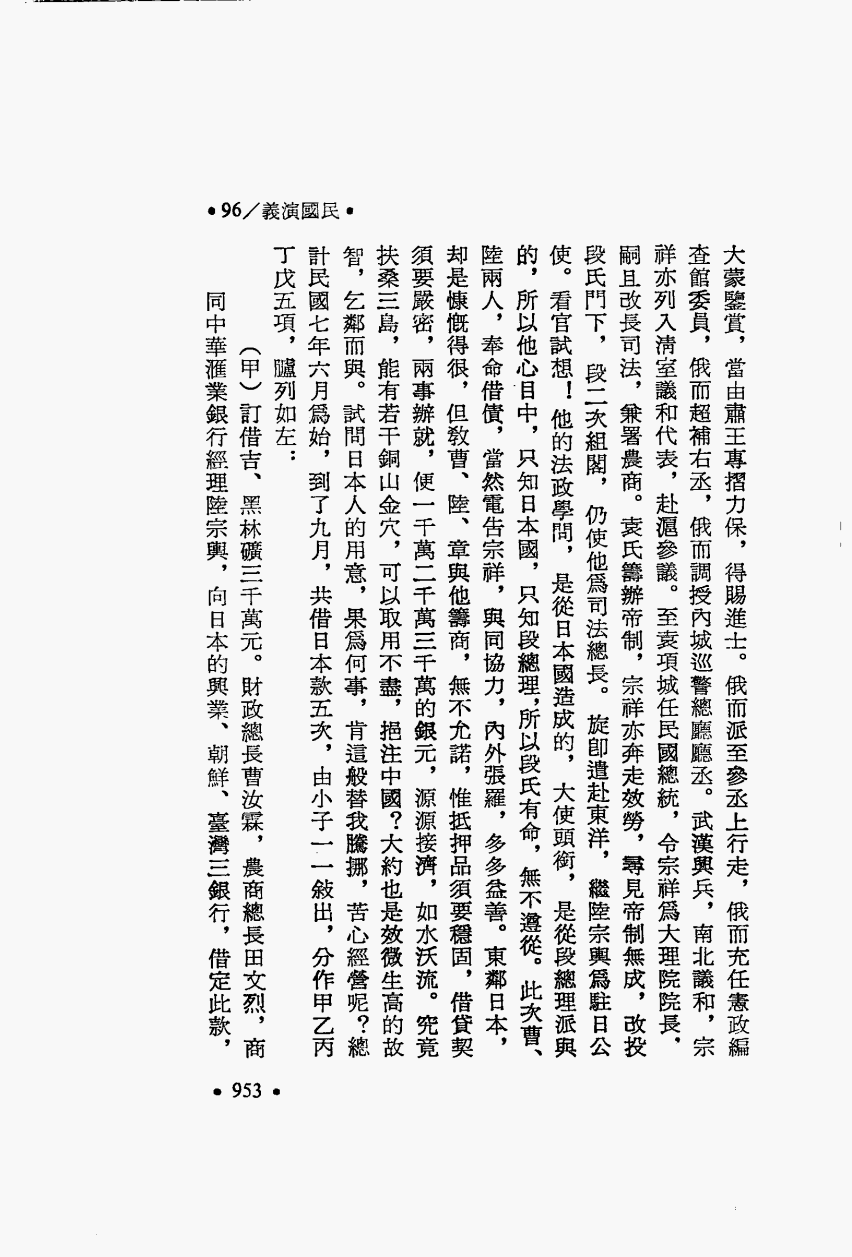 •96/義演國民•
大蒙鑒賞，當由肅王專摺力保，得賜進士。俄而派至參丞上行走，俄而充任憲政編
查館委員，俄而超補右丞，俄而調授內城巡警總廳廳丞。武漢興兵，南北議和，宗
祥亦列入淸室議和代表，赴滬參議。至袁項城任民國總統，令宗祥爲大理院院長，
嗣且改長司法，兼署農商。袁氏籌辦帝制，宗祥亦奔走效勞，尋見帝制無成，改投
段氏門下，段二次組閣，仍使他爲司法總長。旋卽遣赴東洋，繼陸宗輿爲駐日公
使。看官試想！他的法政學問，是從日本國造成的，大使頭銜，是從段總理派與
的，所以他心目中，只知日本國，只知段總理，所以段氏有命，無不遵從。此次曹、
陸兩人，奉命借債，當然電告宗祥，與同協力，內外張羅，多多益善。東鄰日本，
却是慷慨得很，但敎曹、陸、章與他籌商，無不允諾，惟抵押品須要穩固，借貸契
須要嚴密，兩事辦就，便一千萬二千萬三千萬的銀元，源源接濟，如水沃流。究竟
扶桑三島，能有若干銅山金穴，可以取用不盡，挹注中國？大約也是效微生高的故
智，乞鄰而與。試問日本人的用意，果爲何事，肯這般替我騰挪，苦心經營呢？總
計民國七年六月爲始，到了九月，共借日本款五次，由小子一一敍出，分作甲乙丙
丁戊五項，臚列如左：
（甲）訂借吉、黑林礦三千萬元。財政總長曹汝霖，農商總長田文烈，商
同中華滙業銀行經理陸宗輿，向日本的興業、朝鮮、臺灣三銀行，借定此款，
•953•